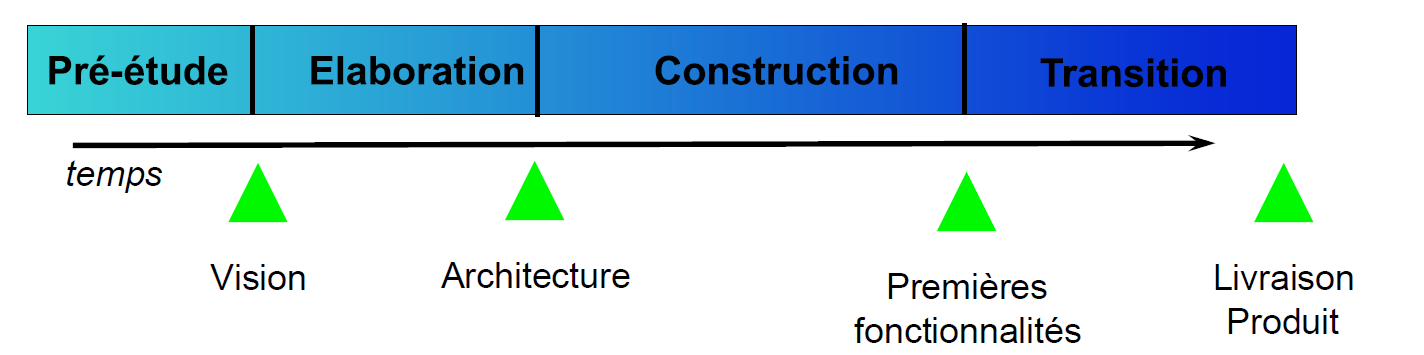 Pré-étude
Elaboration
Construction
Transition
temps
Vision
Architecture
Premières
fonctionnalités
Livraison
Produit